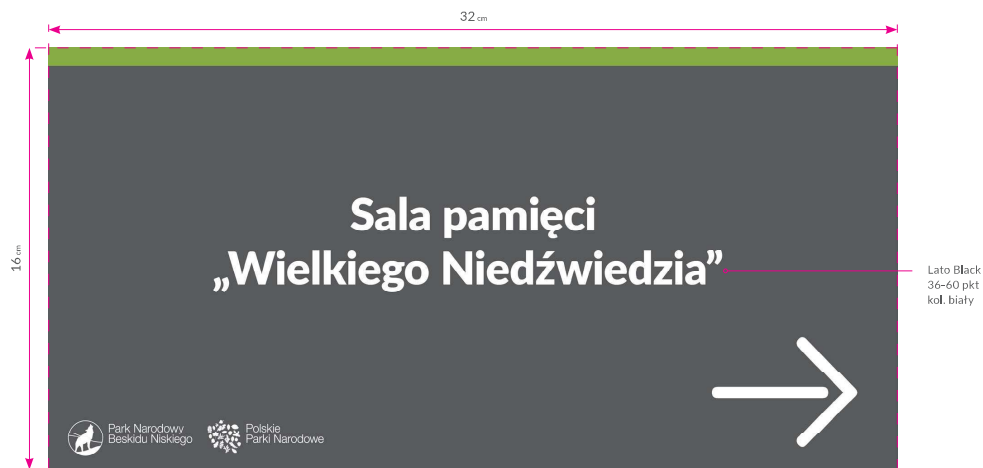 32 cm
16 cm
Sala pamięci
„Wielkiego Niedźwiedzia”
Lato Black
36-60 pkt
kol. biały
Park Narodowy
Beskidu Niskiego
Polskie
Parki Narodowe